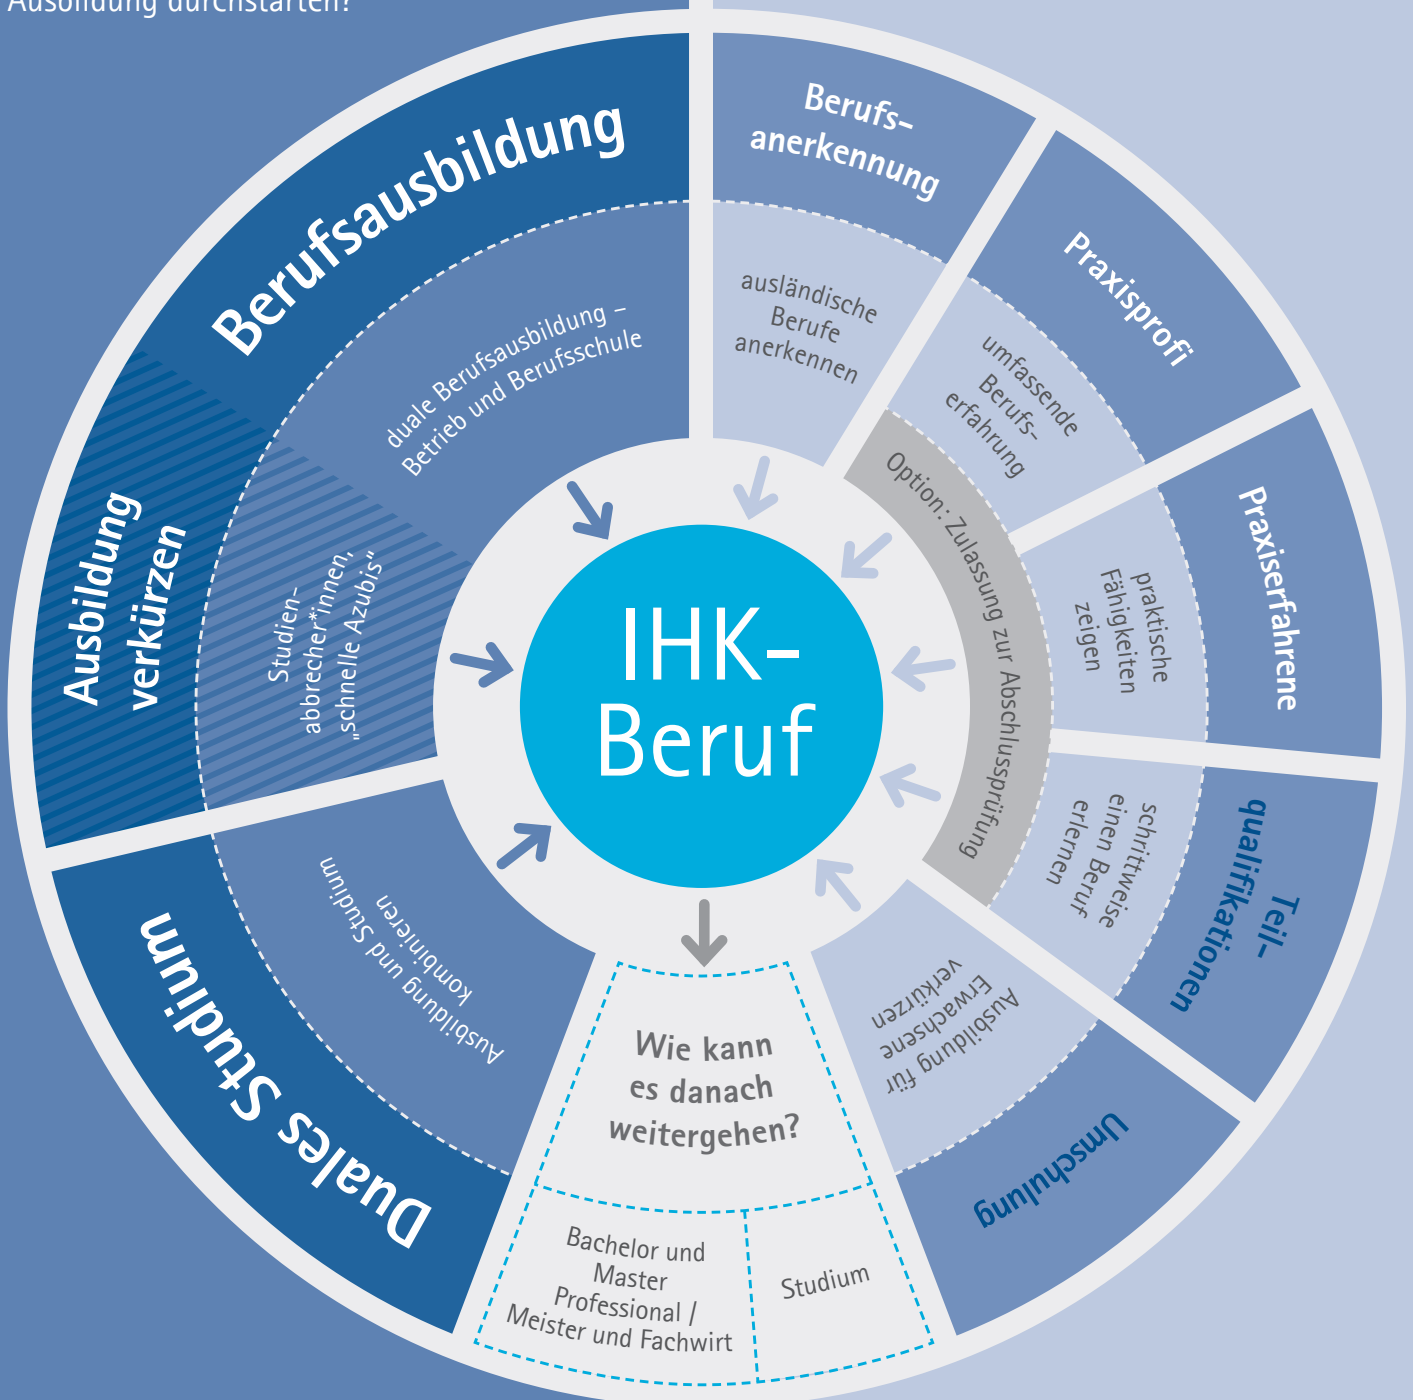 Ausbildung durchstarten?
Berufsausbildung
duale Berufsausbildung –
Betrieb und Berufsschule
Ausbildung
verkürzen
Studien-
abbrecher*innen,
„schnelle Azubis“
Duales Studium
Ausbildung und Studium
kombinieren
Berufs-
anerkennung
ausländische
Berufe
anerkennen
Praxisprofi
umfassende
Berufs-
erfahrung
Praxiserfahrene
praktische
Fähigkeiten
zeigen
Option: Zulassung zur Abschlussprüfung
Teil-
qualifikationen
schrittweise
einen Beruf
erlernen
Umschulung
Ausbildung für
Erwachsene
verkürzen
IHK-
Beruf
Wie kann
es danach
weitergehen?
Bachelor und
Master
Professional /
Meister und Fachwirt
Studium